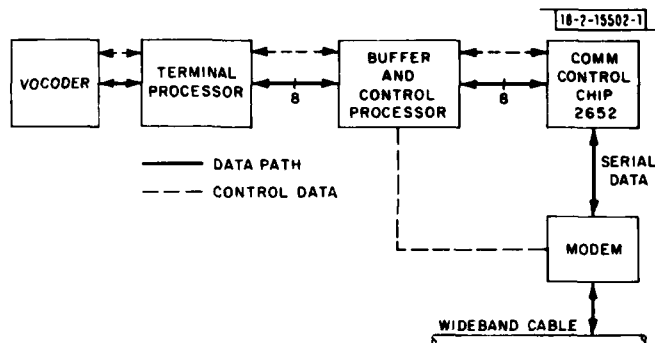 18-2-15502-1
VOCODER
TERMINAL
PROCESSOR
8
BUFFER
AND
CONTROL
PROCESSOR
8
COMM
CONTROL
CHIP
2652
DATA PATH
CONTROL DATA
SERIAL
DATA
MODEM
WIDEBAND CABLE